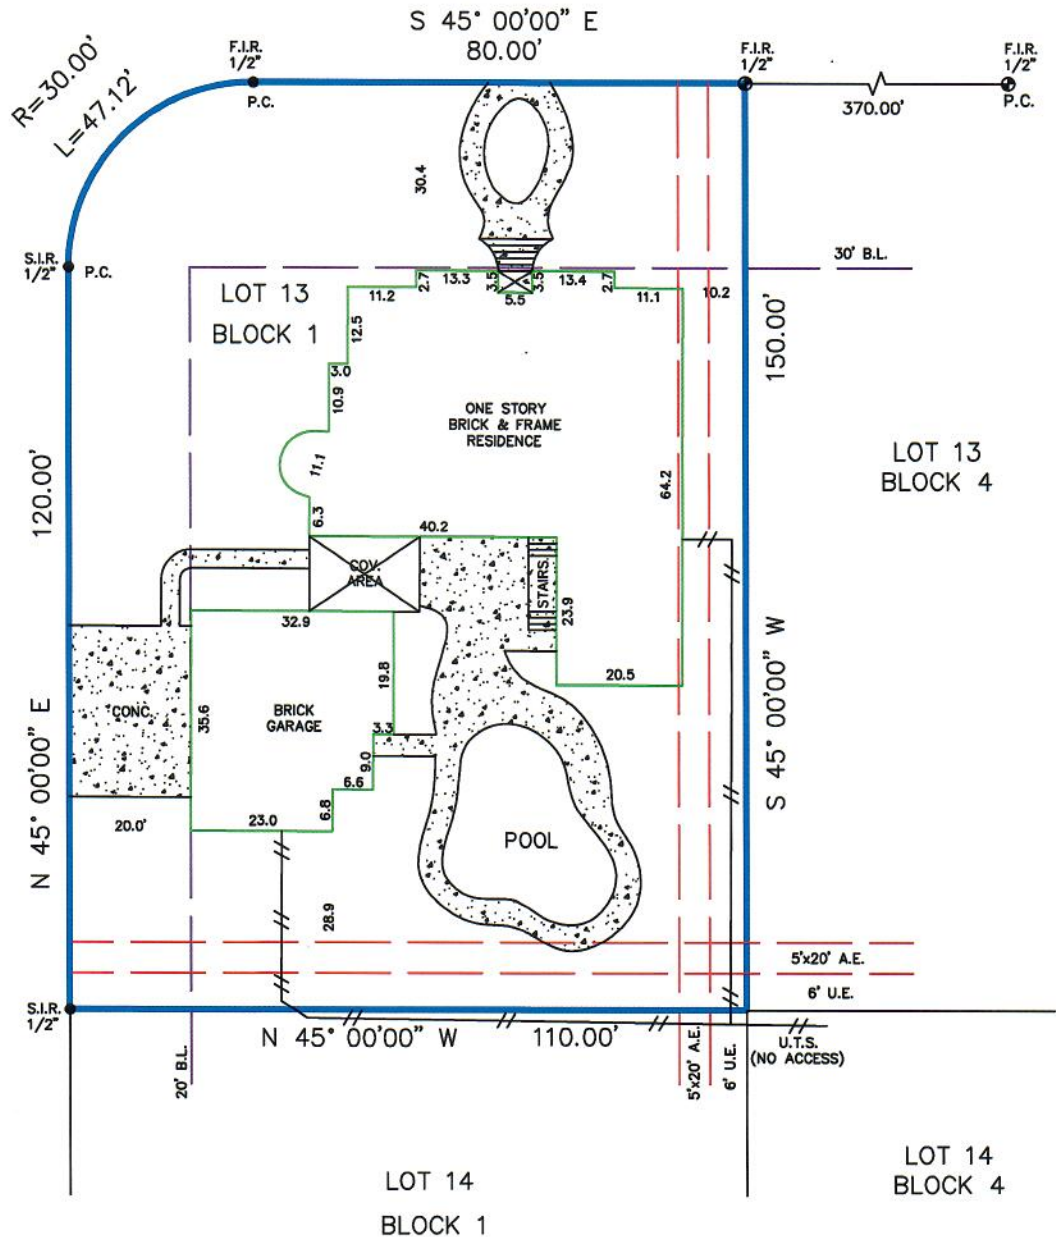 S 45° 00'00" E
80.00'
R=30.00'
L=47.12'
F.I.R.
1/2"
P.C.
F.I.R.
1/2"
F.I.R.
1/2"
P.C.
370.00'
30.4
S.I.R.
1/2"
P.C.
30' B.L.
LOT 13
BLOCK 1
11.2
2.7
13.3
3.5
5.5
3.5
13.4
2.7
11.1
10.2
12.5
3.0
10.9
11.1
6.3
ONE STORY
BRICK & FRAME
RESIDENCE
64.2
150.00'
S 45° 00'00" W
LOT 13
BLOCK 4
120.00'
N 45° 00'00" E
40.2
COV.
AREA
STAIRS.
23.9
20.5
32.9
19.8
35.6
BRICK
GARAGE
CONC.
3.3
9.0
6.6
6.8
23.0
20.0'
POOL
28.9
5'x20' A.E.
6' U.E.
S.I.R.
1/2"
N 45° 00'00" W
110.00'
U.T.S.
(NO ACCESS)
20' B.L.
5'x20' A.E.
6' U.E.
LOT 14
BLOCK 1
LOT 14
BLOCK 4